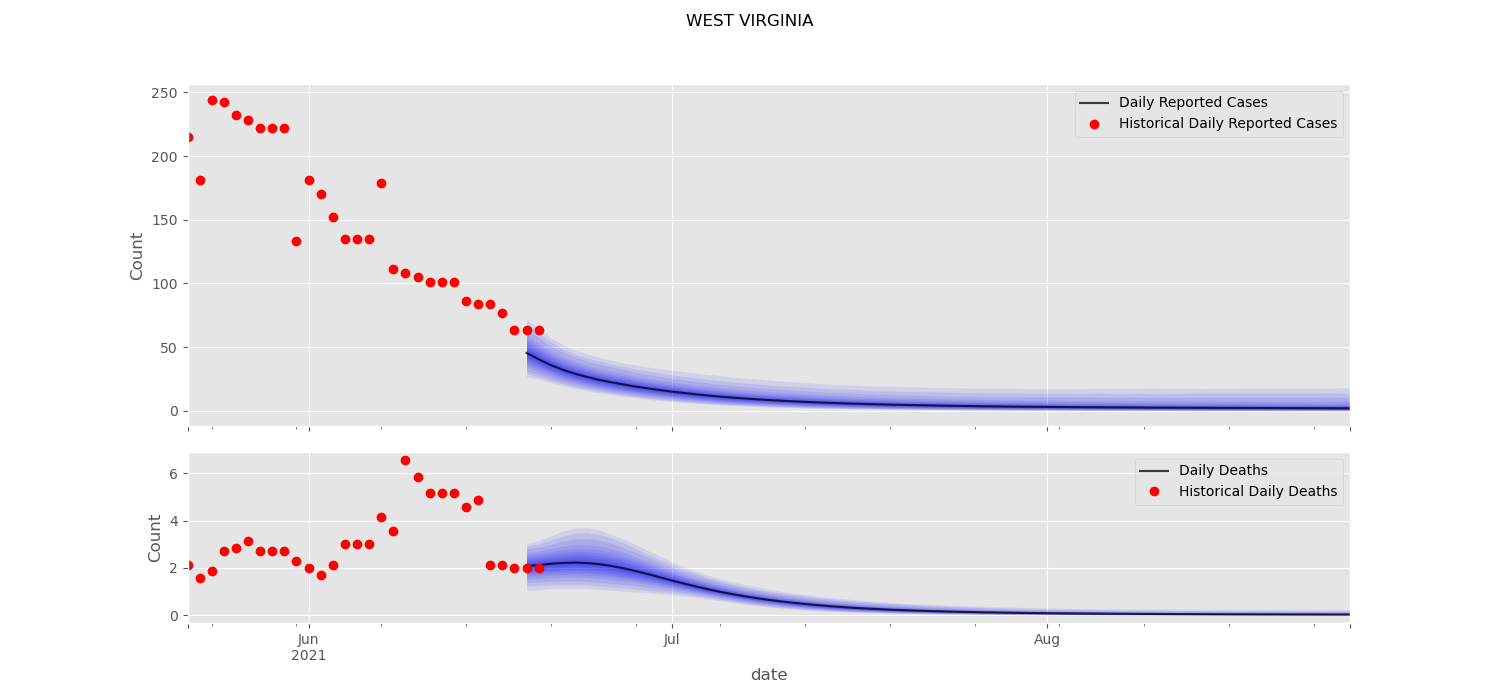 WEST VIRGINIA
250
200
150
100
50
0
Count
Daily Reported Cases
Historical Daily Reported Cases
6
4
2
0
Count
Daily Deaths
Historical Daily Deaths
Jun
2021
Jul
Aug
date